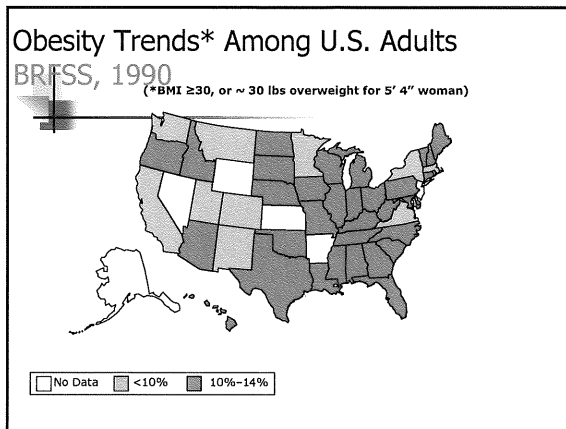 Obesity Trends* Among U.S. Adults
BRFSS, 1990
(*BMI ≥30, or ~ 30 lbs overweight for 5' 4" woman)
No Data <10% 10%–14%